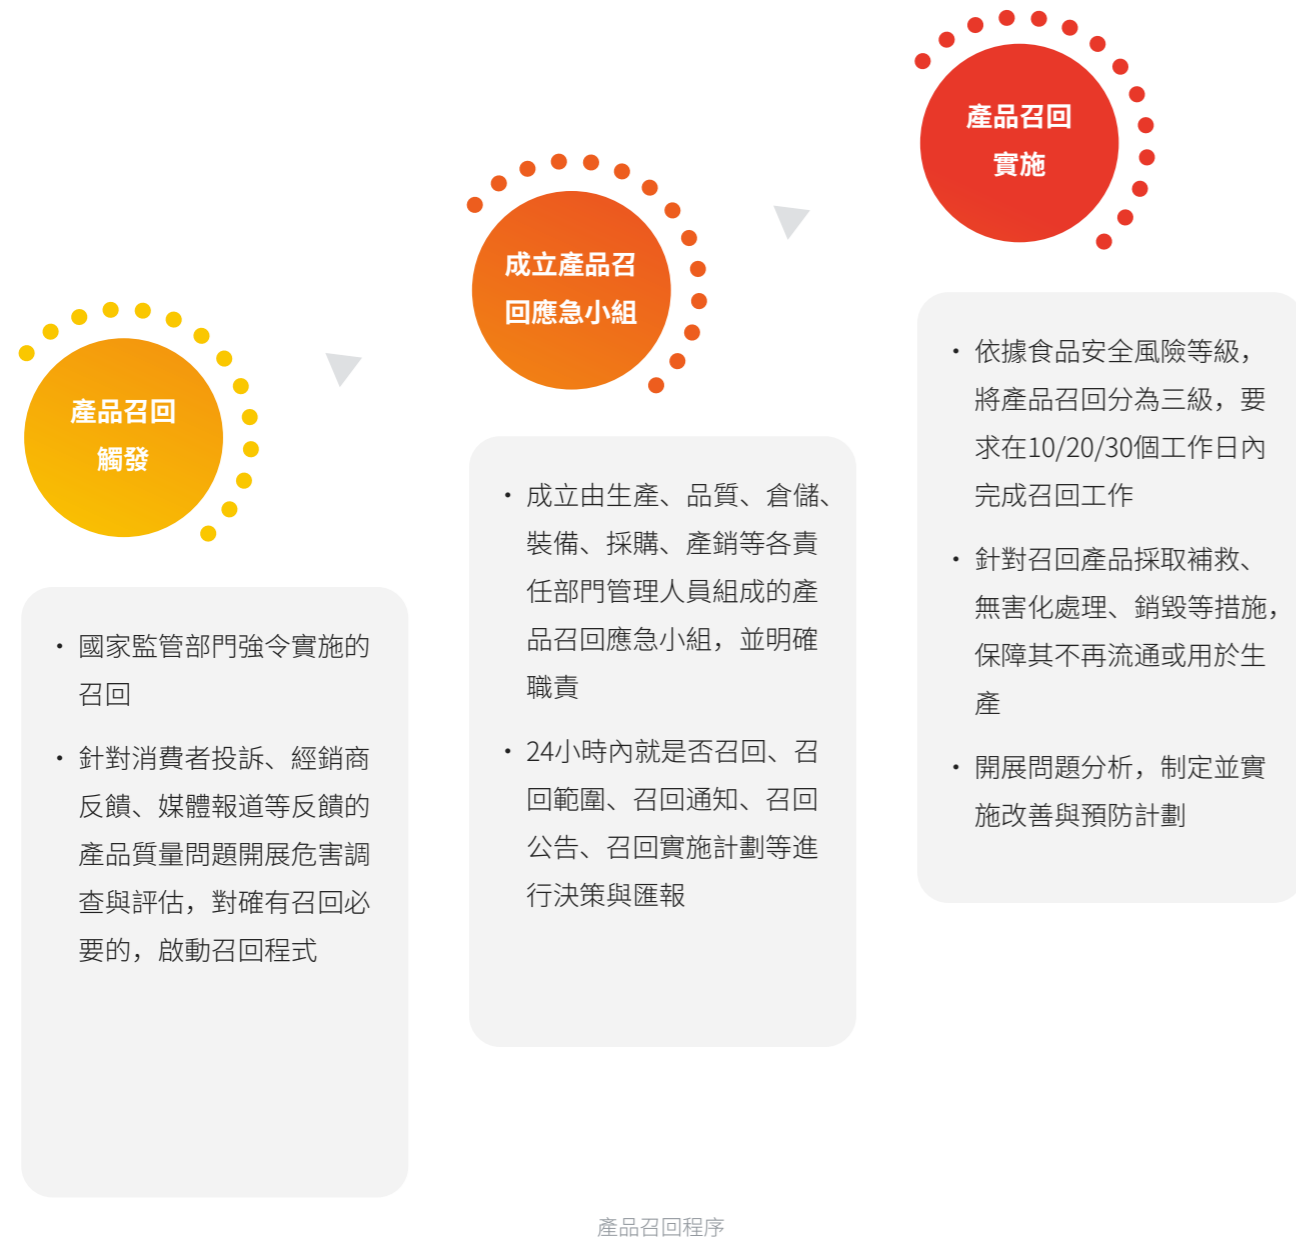 產品召回
觸發
• 國家監管部門強令實施的
召回
• 針對消費者投訴、經銷商
反饋、媒體報道等反饋的
產品質量問題開展危害調
查與評估，對確有召回必
要的，啟動召回程式
成立產品召
回應急小組
• 成立由生產、品質、倉儲、
裝備、採購、產銷等各責
任部門管理人員組成的產
品召回應急小組，並明確
職責
• 24小時內就是否召回、召
回範圍、召回通知、召回
公告、召回實施計劃等進
行決策與匯報
產品召回
實施
• 依據食品安全風險等級，
將產品召回分為三級，要
求在10/20/30個工作日內
完成召回工作
• 針對召回產品採取補救、
無害化處理、銷毀等措施，
保障其不再流通或用於生
產
• 開展問題分析，制定並實
施改善與預防計劃
產品召回程序